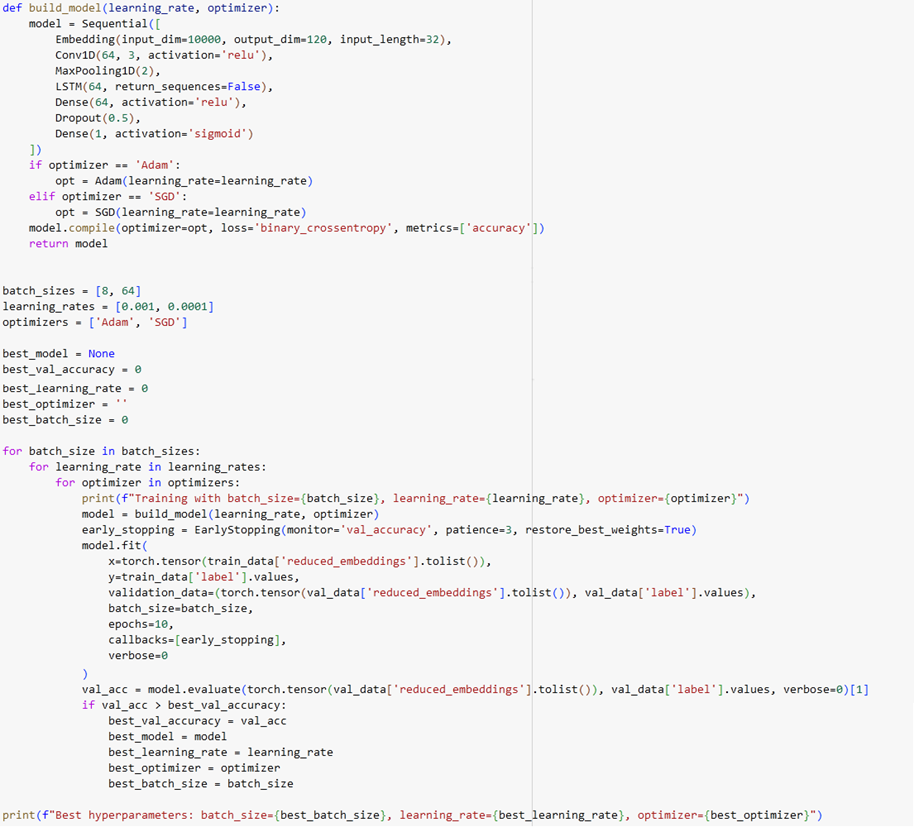 def build_model(learning_rate, optimizer):
    model = Sequential([
        Embedding(input_dim=10000, output_dim=120, input_length=32),
        Conv1D(64, 3, activation='relu'),
        MaxPooling1D(2),
        LSTM(64, return_sequences=False),
        Dense(64, activation='relu'),
        Dropout(0.5),
        Dense(1, activation='sigmoid')
    ])
    if optimizer == 'Adam':
        opt = Adam(learning_rate=learning_rate)
    elif optimizer == 'SGD':
        opt = SGD(learning_rate=learning_rate)
    model.compile(optimizer=opt, loss='binary_crossentropy', metrics=['accuracy'])
    return model
batch_sizes = [8, 64]
learning_rates = [0.001, 0.0001]
optimizers = ['Adam', 'SGD']
best_model = None
best_val_accuracy = 0
best_learning_rate = 0
best_optimizer = ''
best_batch_size = 0
for batch_size in batch_sizes:
    for learning_rate in learning_rates:
        for optimizer in optimizers:
            print(f"Training with batch_size={batch_size}, learning_rate={learning_rate}, optimizer={optimizer}")
            model = build_model(learning_rate, optimizer)
            early_stopping = EarlyStopping(monitor='val_accuracy', patience=3, restore_best_weights=True)
            model.fit(
                x=torch.tensor(train_data['reduced_embeddings'].tolist()),
                y=train_data['label'].values,
                validation_data=(torch.tensor(val_data['reduced_embeddings'].tolist()), val_data['label'].values),
                batch_size=batch_size,
                epochs=10,
                callbacks=[early_stopping],
                verbose=0
            )
            val_acc = model.evaluate(torch.tensor(val_data['reduced_embeddings'].tolist()), val_data['label'].values, verbose=0)[1]
            if val_acc > best_val_accuracy:
                best_val_accuracy = val_acc
                best_model = model
                best_learning_rate = learning_rate
                best_optimizer = optimizer
                best_batch_size = batch_size
print(f"Best hyperparameters: batch_size={best_batch_size}, learning_rate={best_learning_rate}, optimizer={best_optimizer}")